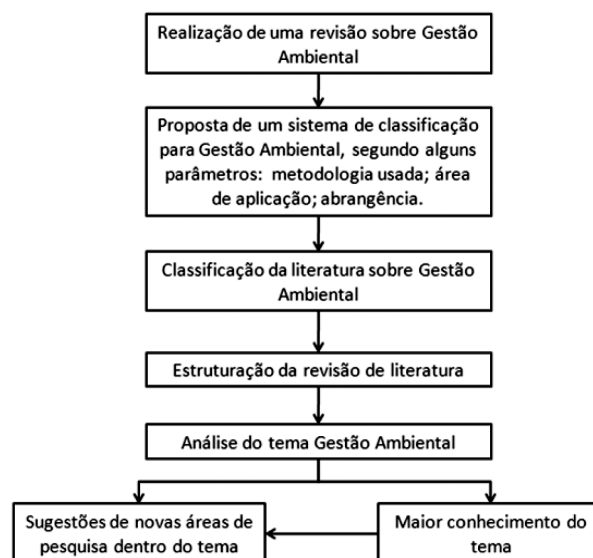 Realização de uma revisão sobre Gestão
Ambiental
Proposta de um sistema de classificação
para Gestão Ambiental, segundo alguns
parâmetros: metodologia usada; área
de aplicação; abrangência.
Classificação da literatura sobre Gestão
Ambiental
Estruturação da revisão de literatura
Análise do tema Gestão Ambiental
Sugestões de novas áreas de
pesquisa dentro do tema
Maior conhecimento do
tema